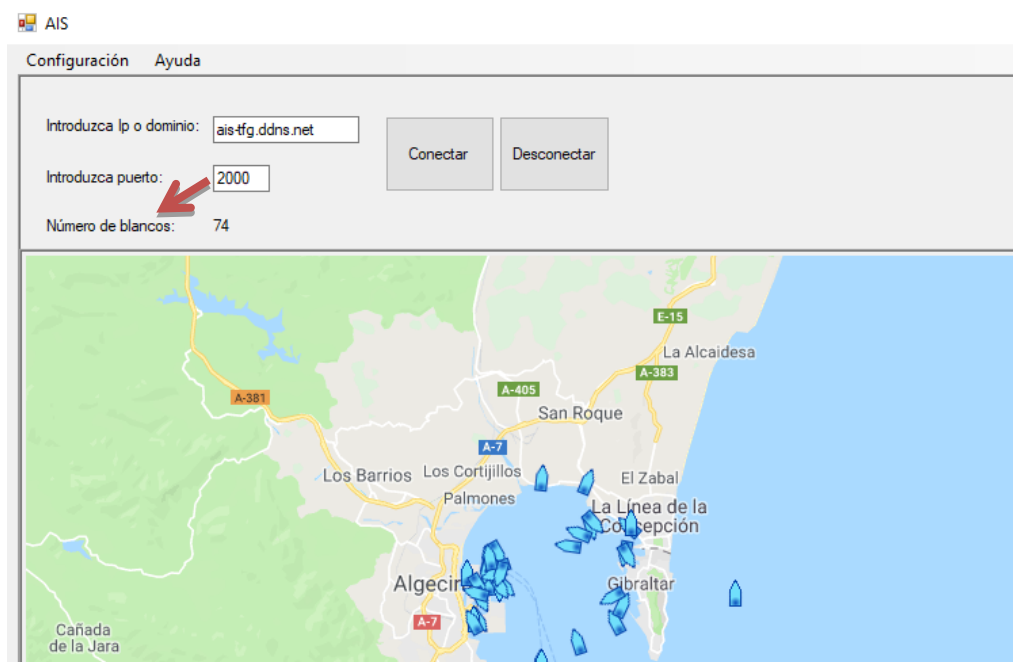 AIS
Configuración Ayuda
Introduzca Ip o dominio: ais-tfg.ddns.net
Conectar Desconectar
Introduzca puerto: 2000
Número de blancos: 74
E-15
La Alcaidesa
A-383
A-405
A-381
San Roque
A-7
Los Barrios Los Cortijillos
El Zabal
Palmones
La Línea de la
Concepción
Algecir
Gibraltar
A-7
Cañada
de la Jara